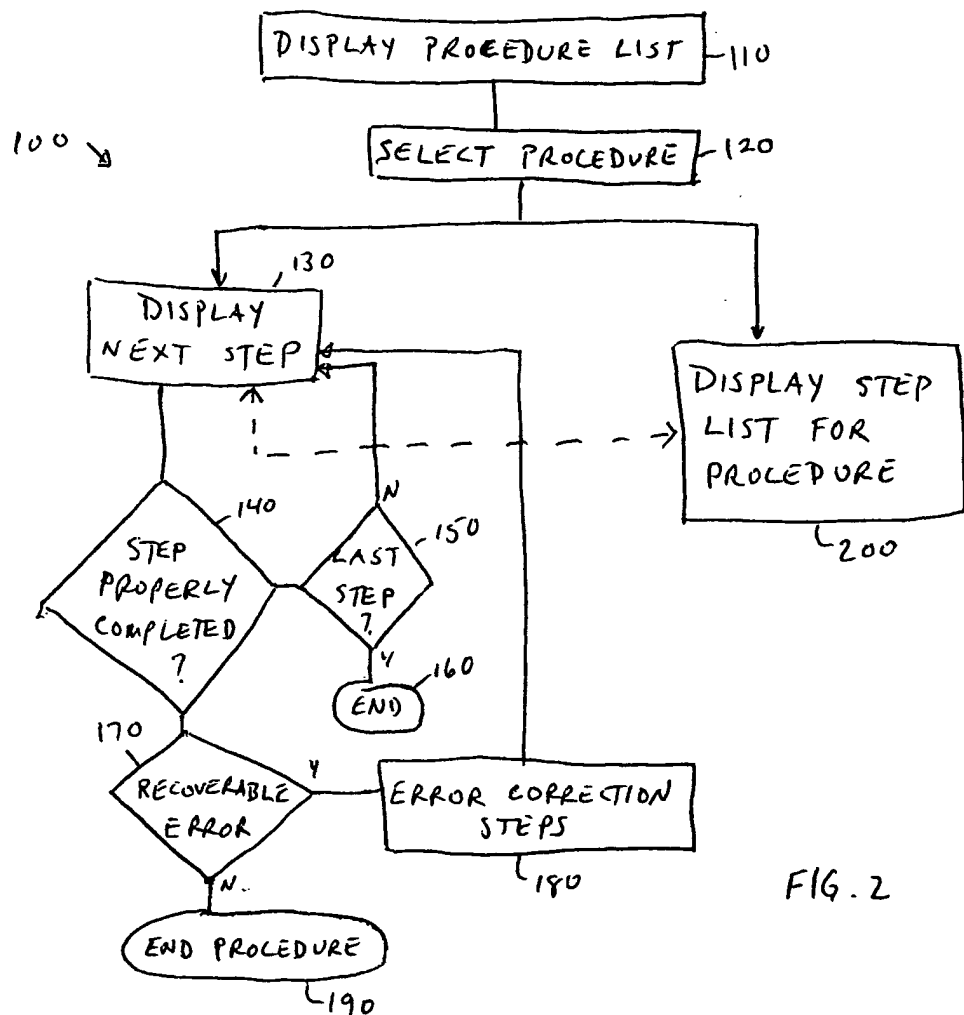 DISPLAY PROCEDURE LIST
110
100
SELECT PROCEDURE
120
130
DISPLAY
NEXT STEP
DISPLAY STEP
LIST FOR
PROCEDURE
200
140
STEP
PROPERLY
COMPLETED
?
N
150
LAST
STEP
?
Y
160
END
170
RECOVERABLE
ERROR
Y
N.
ERROR CORRECTION
STEPS
180
END PROCEDURE
190
FIG. 2